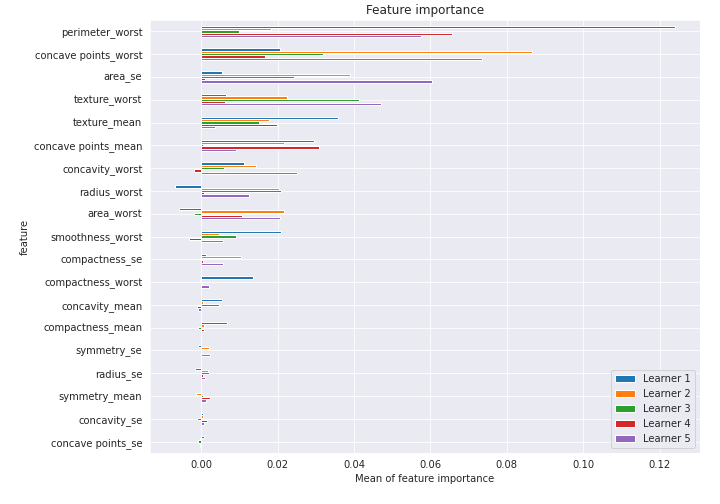 Feature importance
perimeter_worst
concave points_worst
area_se
texture_worst
texture_mean
concave points_mean
concavity_worst
radius_worst
area_worst
smoothness_worst
compactness_se
compactness_worst
concavity_mean
compactness_mean
symmetry_se
radius_se
symmetry_mean
concavity_se
concave points_se
feature
Learner 1
Learner 2
Learner 3
Learner 4
Learner 5
0.00 0.02 0.04 0.06 0.08 0.10 0.12
Mean of feature importance